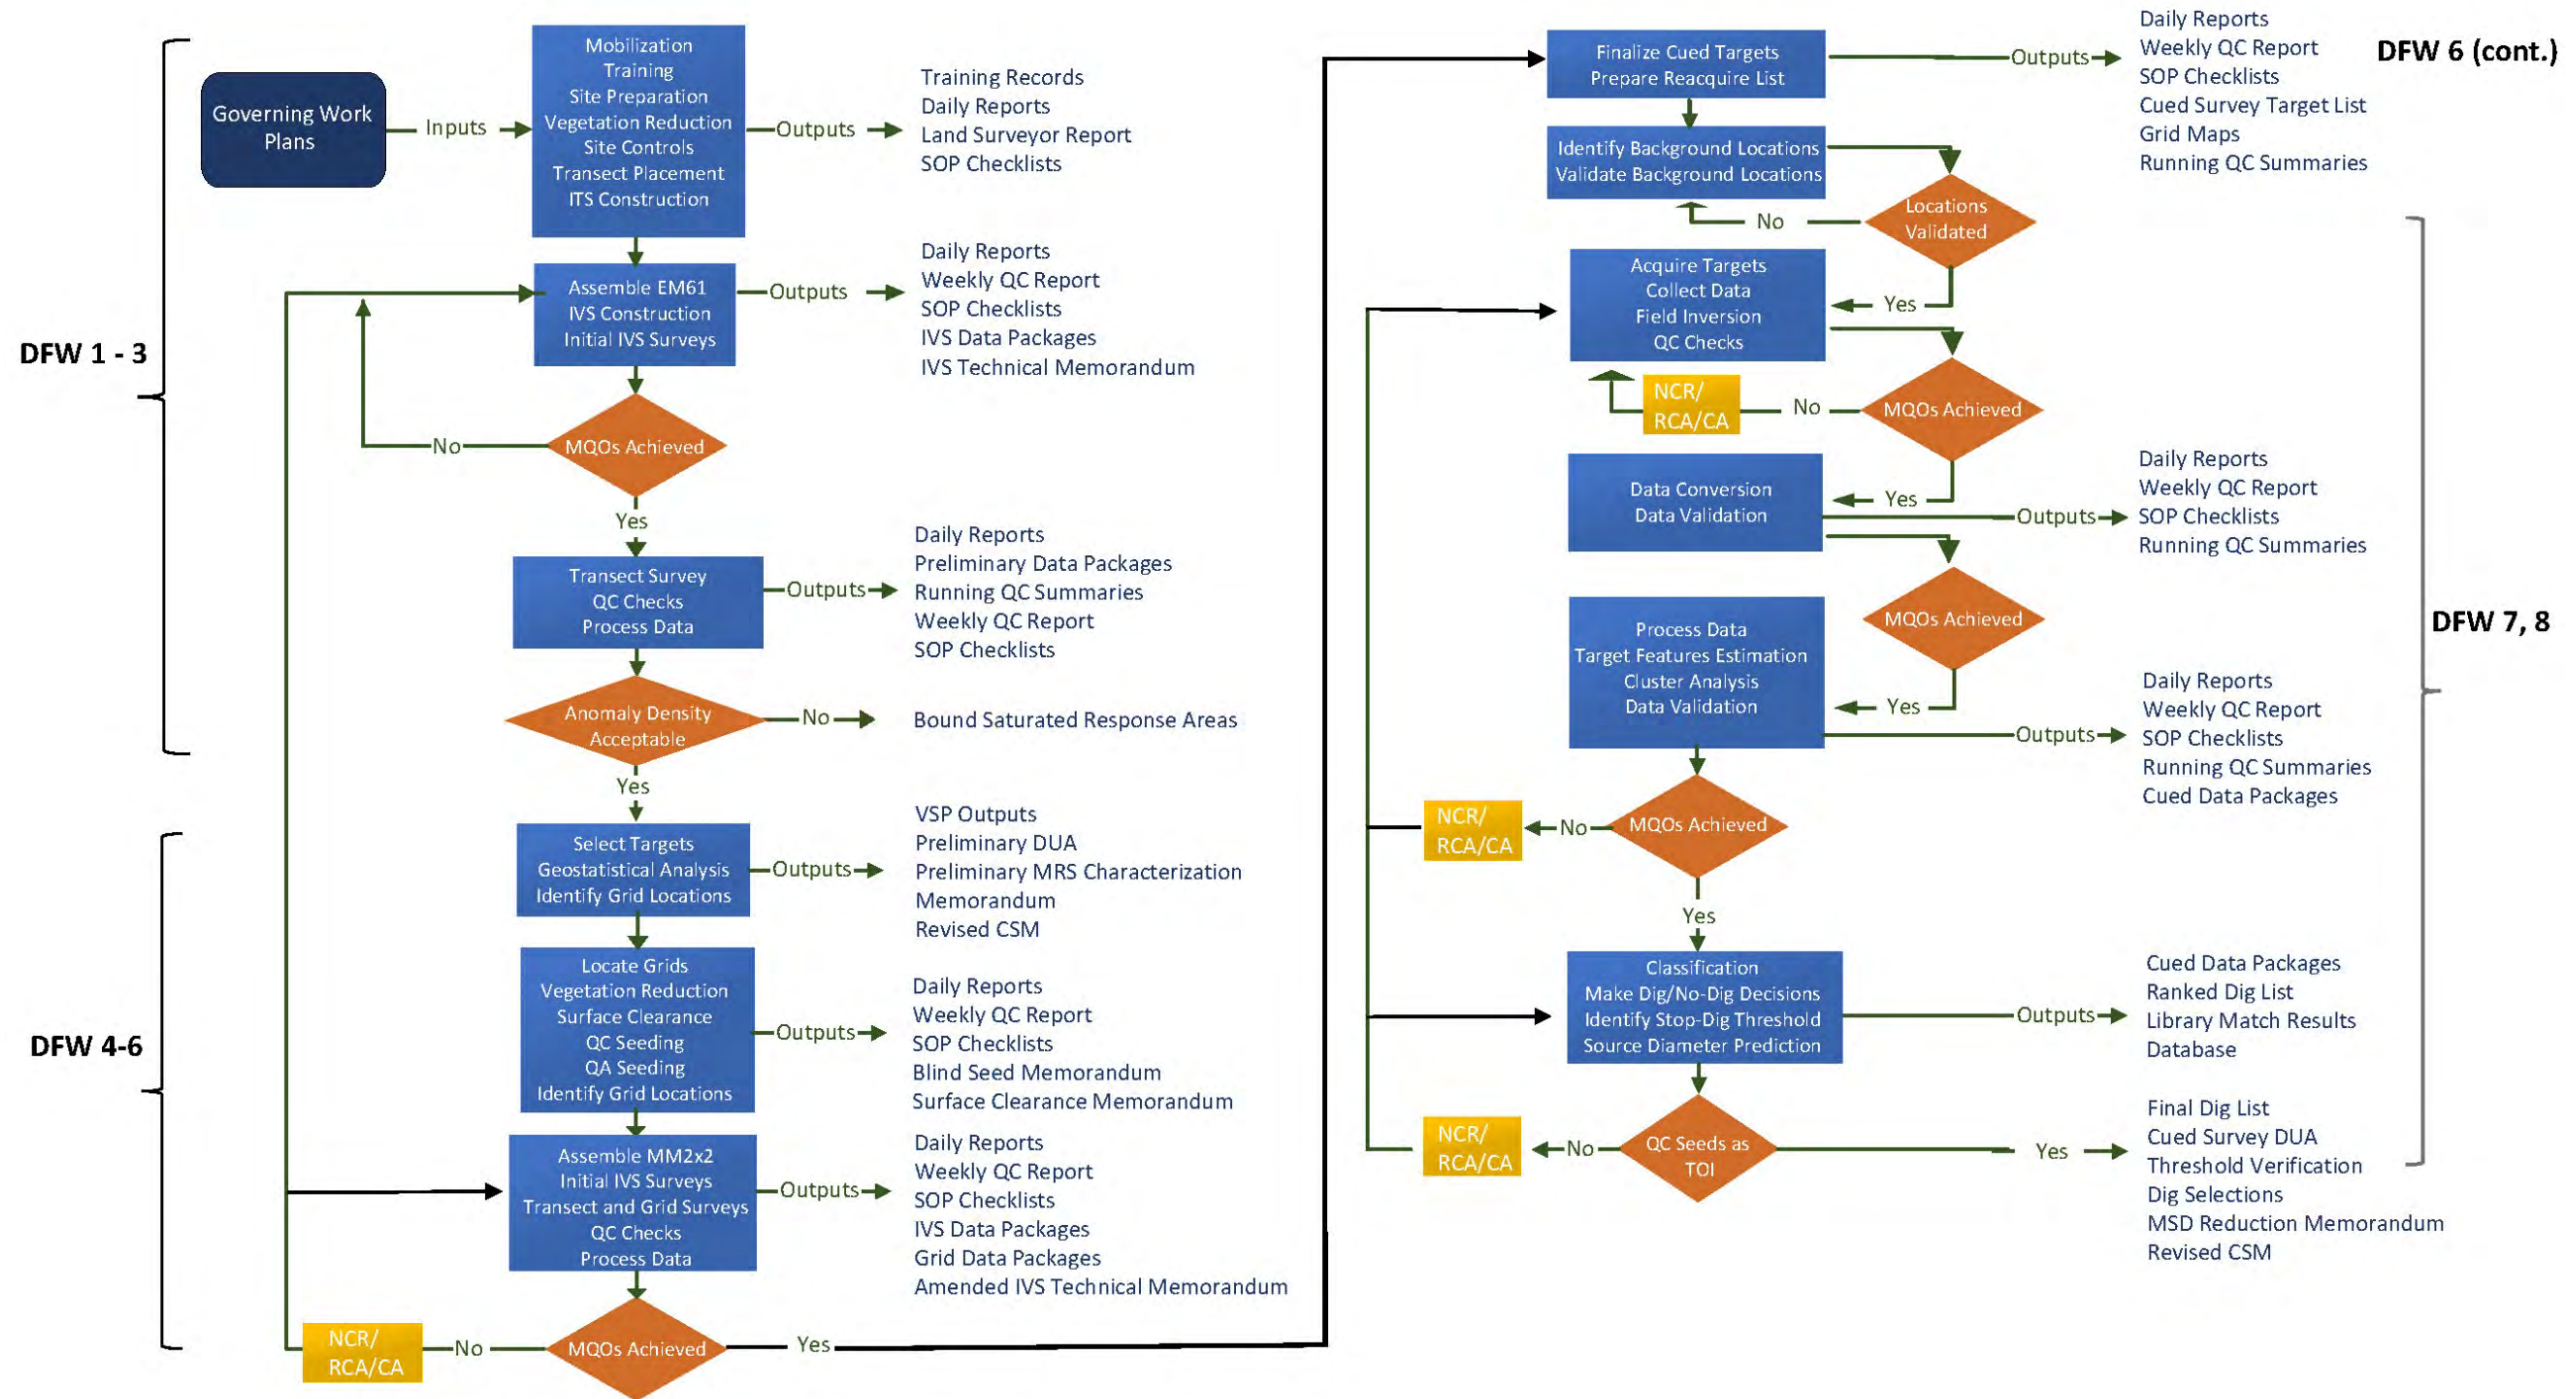 DFW 1 - 3
Governing Work
Plans
Inputs
Mobilization
Training
Site Preparation
Vegetation Reduction
Site Controls
Transect Placement
ITS Construction
Outputs
Training Records
Daily Reports
Land Surveyor Report
SOP Checklists
Assemble EM61
IVS Construction
Initial IVS Surveys
Outputs
Daily Reports
Weekly QC Report
SOP Checklists
IVS Data Packages
IVS Technical Memorandum
MQOs Achieved
No
Yes
Transect Survey
QC Checks
Process Data
Outputs
Daily Reports
Preliminary Data Packages
Running QC Summaries
Weekly QC Report
SOP Checklists
Anomaly Density
Acceptable
No
Bound Saturated Response Areas
Yes
DFW 4-6
Select Targets
Geostatistical Analysis
Identify Grid Locations
Outputs
VSP Outputs
Preliminary DUA
Preliminary MRS Characterization
Memorandum
Revised CSM
Locate Grids
Vegetation Reduction
Surface Clearance
QC Seeding
QA Seeding
Identify Grid Locations
Outputs
Daily Reports
Weekly QC Report
SOP Checklists
Blind Seed Memorandum
Surface Clearance Memorandum
Assemble MM2x2
Initial IVS Surveys
Transect and Grid Surveys
QC Checks
Process Data
Outputs
Daily Reports
Weekly QC Report
SOP Checklists
IVS Data Packages
Grid Data Packages
Amended IVS Technical Memorandum
MQOs Achieved
No
NCR/
RCA/CA
Yes
DFW 6 (cont.)
Finalize Cued Targets
Prepare Reacquire List
Outputs
Daily Reports
Weekly QC Report
SOP Checklists
Cued Survey Target List
Grid Maps
Running QC Summaries
Identify Background Locations
Validate Background Locations
Locations
Validated
No
Yes
DFW 7, 8
Acquire Targets
Collect Data
Field Inversion
QC Checks
MQOs Achieved
No
NCR/
RCA/CA
Yes
Data Conversion
Data Validation
Outputs
Daily Reports
Weekly QC Report
SOP Checklists
Running QC Summaries
MQOs Achieved
Yes
Process Data
Target Features Estimation
Cluster Analysis
Data Validation
Outputs
Daily Reports
Weekly QC Report
SOP Checklists
Running QC Summaries
Cued Data Packages
MQOs Achieved
No
NCR/
RCA/CA
Yes
Classification
Make Dig/No-Dig Decisions
Identify Stop-Dig Threshold
Source Diameter Prediction
Outputs
Cued Data Packages
Ranked Dig List
Library Match Results
Database
QC Seeds as
TOI
No
NCR/
RCA/CA
Yes
Final Dig List
Cued Survey DUA
Threshold Verification
Dig Selections
MSD Reduction Memorandum
Revised CSM